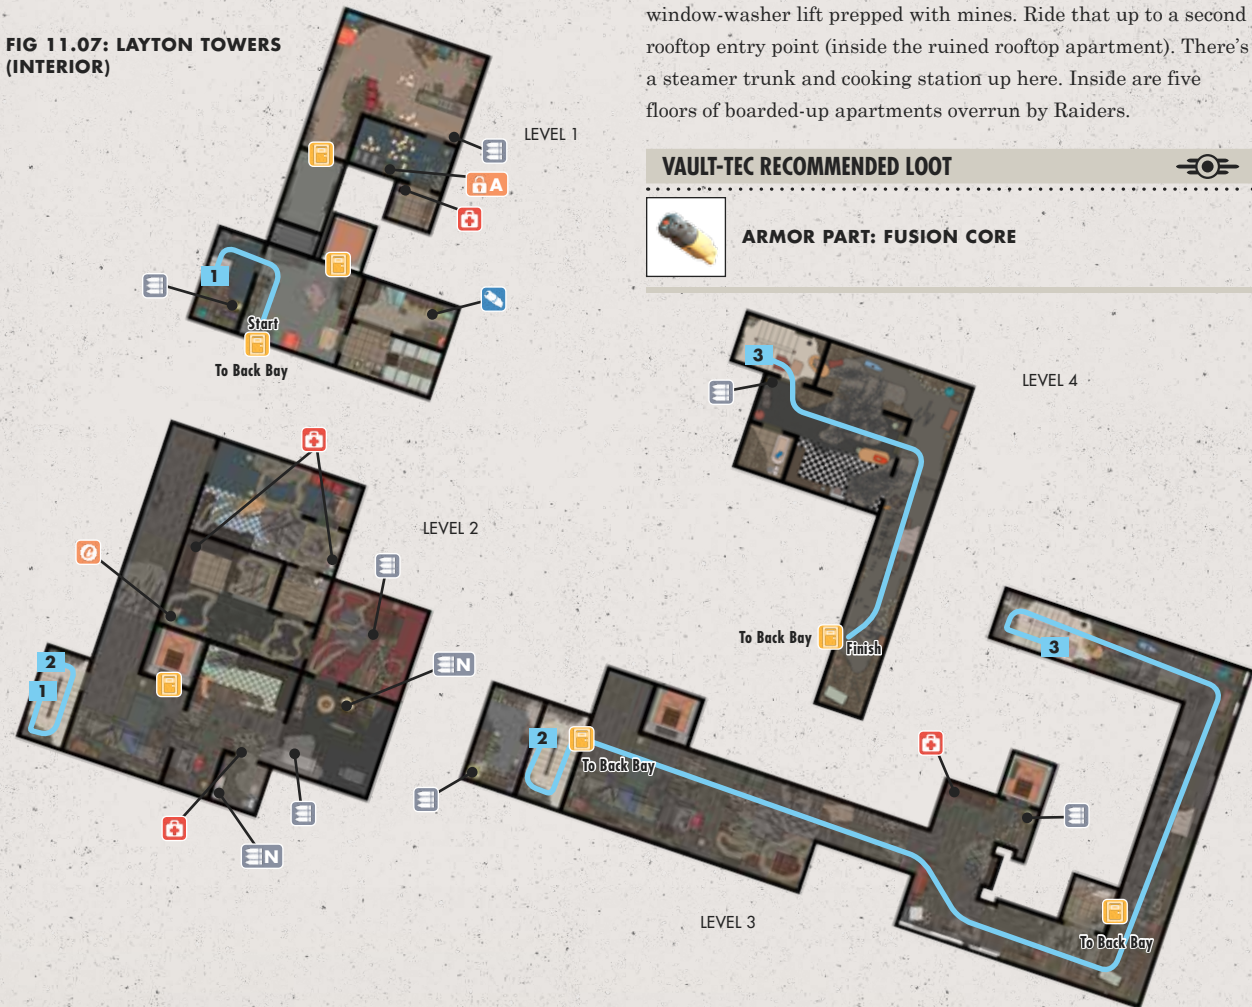 FIG 11.07: LAYTON TOWERS
(INTERIOR)
window-washer lift prepped with mines. Ride that up to a second
rooftop entry point (inside the ruined rooftop apartment). There's
a steamer trunk and cooking station up here. Inside are five
floors of boarded-up apartments overrun by Raiders.
VAULT-TEC RECOMMENDED LOOT
ARMOR PART: FUSION CORE
LEVEL 1
A
1
Start
To Back Bay
LEVEL 2
N
2
1
N
3
LEVEL 4
To Back Bay
Finish
3
2
To Back Bay
LEVEL 3
To Back Bay